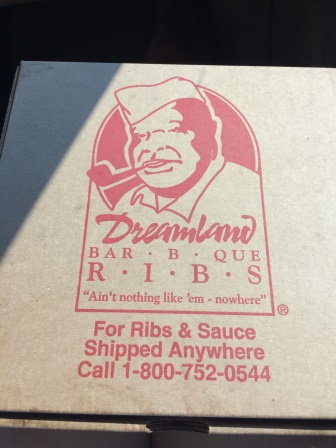 Dreamland
BAR · B · QUE
R · I · B · S
"Ain't nothing like 'em - nowhere"
®
For Ribs & Sauce
Shipped Anywhere
Call 1-800-752-0544